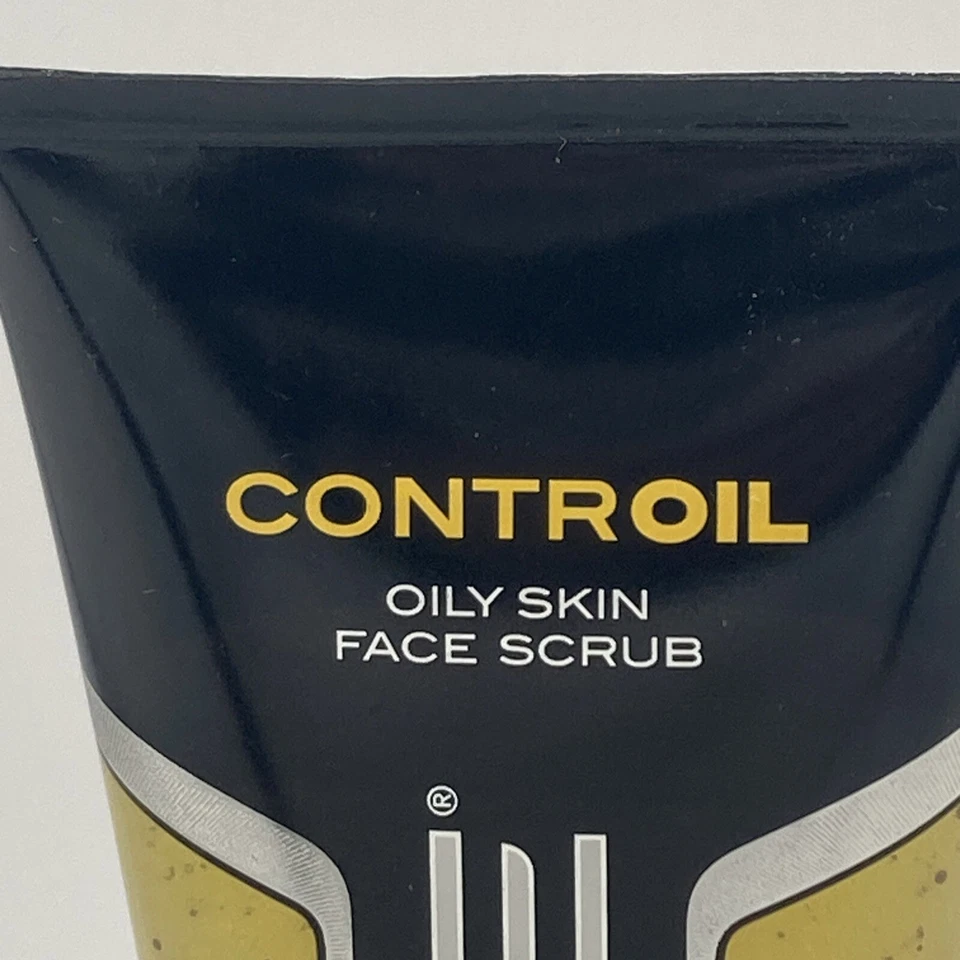 CONTROIL
OILY SKIN
FACE SCRUB
®